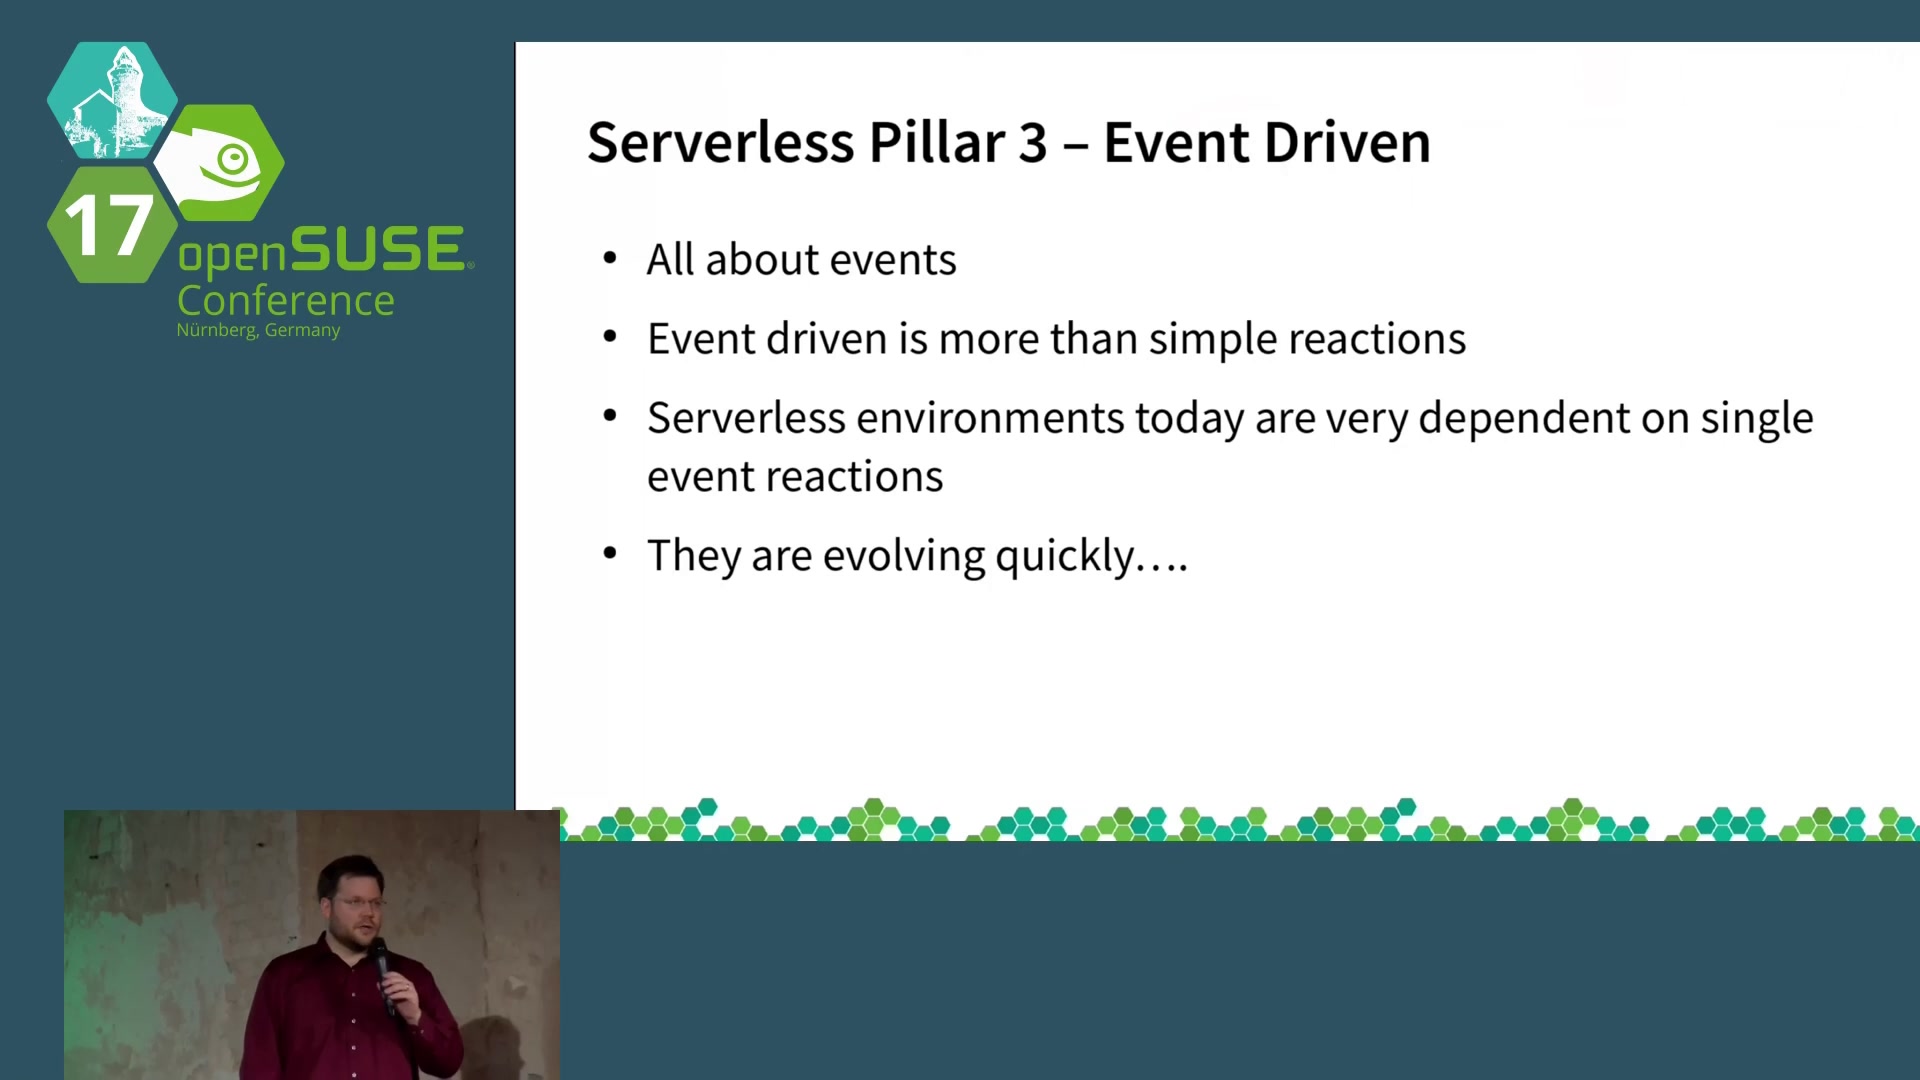 17
openSUSE
Conference
Nürnberg, Germany
Serverless Pillar 3 – Event Driven
• All about events
• Event driven is more than simple reactions
• Serverless environments today are very dependent on single
event reactions
• They are evolving quickly….